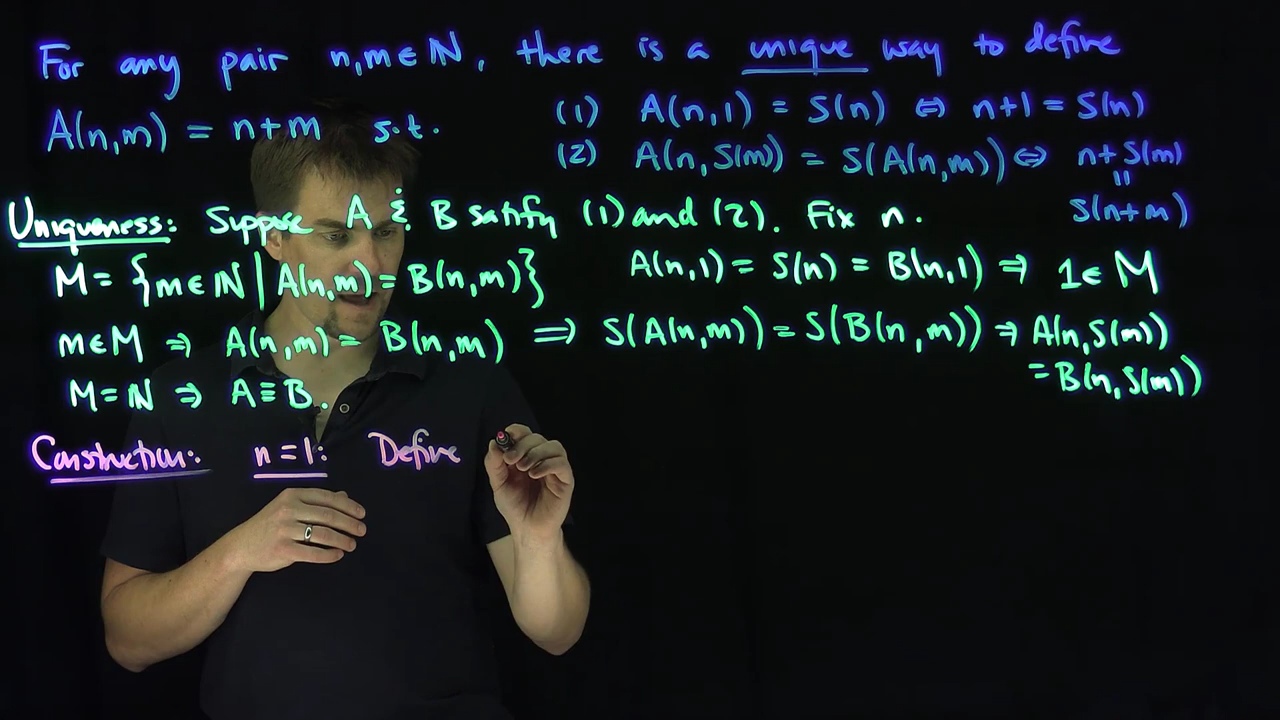 For any pair n,m ∈ ℕ, there is a unique way to define
A(n,m) = n+m s.t.
(1) A(n,1) = S(n) ⇔ n+1 = S(n)
(2) A(n,S(m)) = S(A(n,m)) ⇔ n+S(m)
=
S(n+m)
Uniqueness: Suppose A & B satify (1) and (2). Fix n.
M = {m ∈ ℕ | A(n,m) = B(n,m)} A(n,1) = S(n) = B(n,1) ⇒ 1 ∈ M
m ∈ M ⇒ A(n,m) = B(n,m) ⇒ S(A(n,m)) = S(B(n,m)) ⇒ A(n,S(m))
= B(n,S(m))
M = ℕ ⇒ A ≡ B.
Construction: n = 1: Define